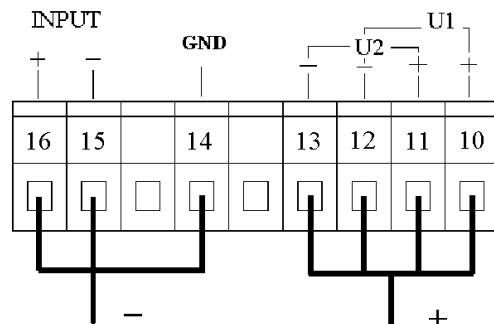 INPUT
U1
GND
U2
+ − − − + +
16 15 14 13 12 11 10
− +